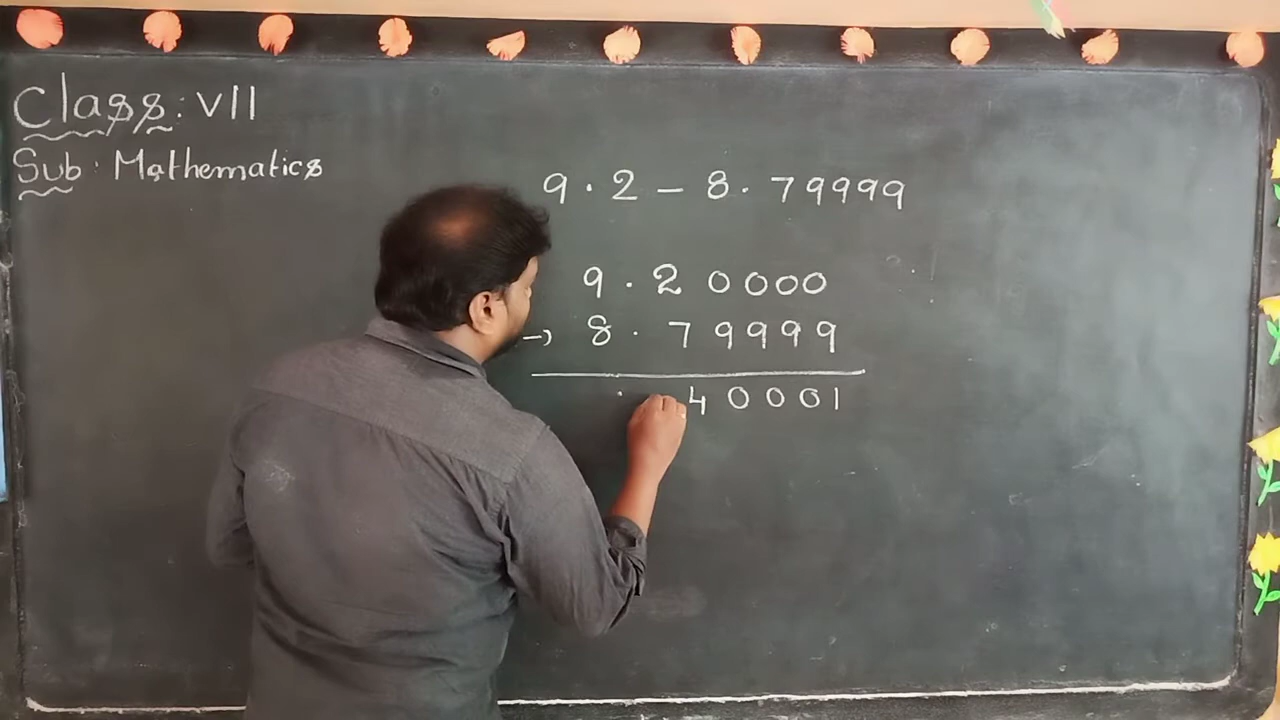 Class : VII
Sub : Mathematics
9.2 - 8.79999
9.20000
-) 8.79999
.40001